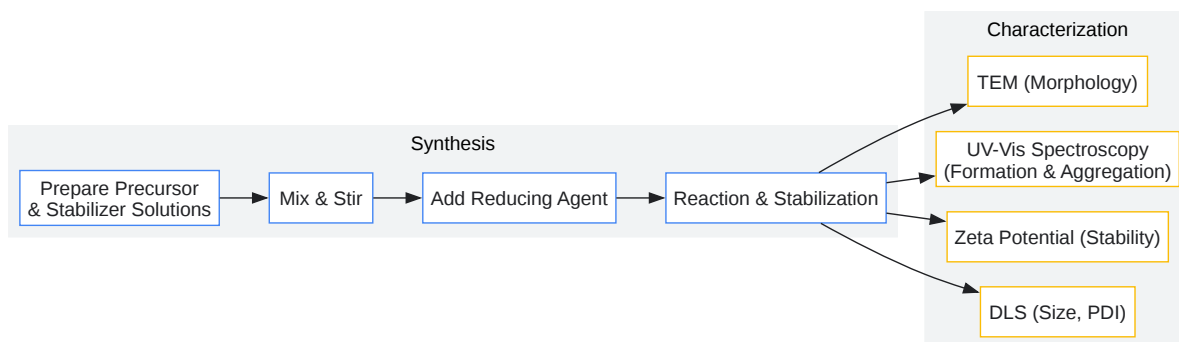 Synthesis
Prepare Precursor
& Stabilizer Solutions
Mix & Stir
Add Reducing Agent
Reaction & Stabilization
Characterization
TEM (Morphology)
UV-Vis Spectroscopy
(Formation & Aggregation)
Zeta Potential (Stability)
DLS (Size, PDI)